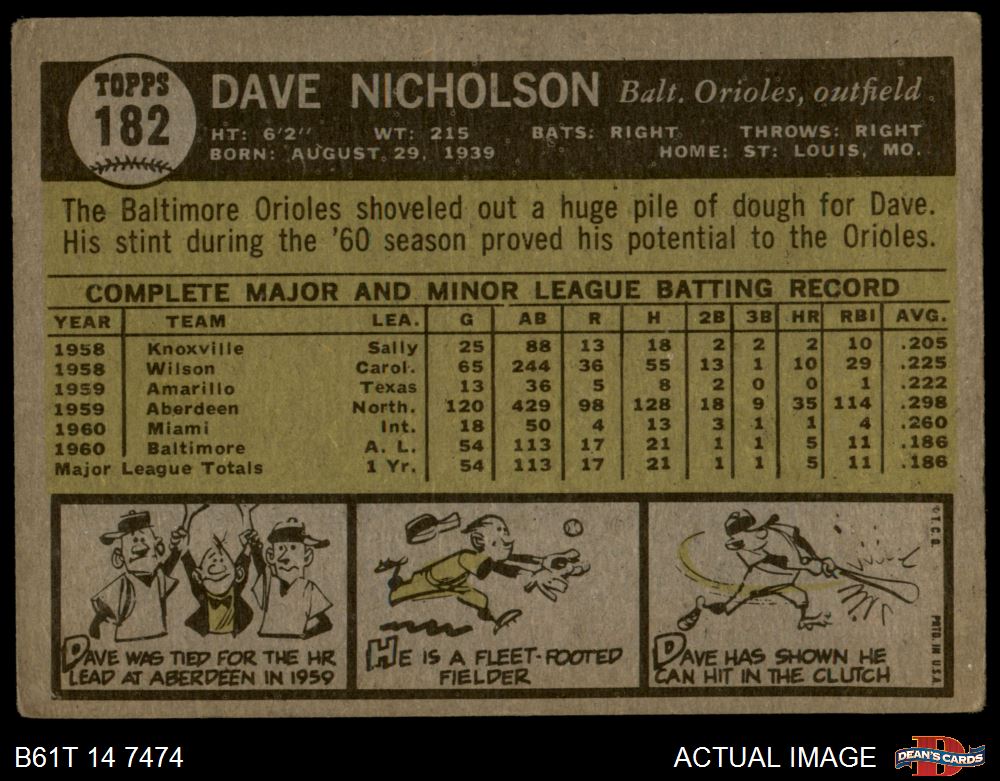 TOPPS
182
DAVE NICHOLSON Balt. Orioles, outfield
HT: 6'2" WT: 215 BATS: RIGHT THROWS: RIGHT
BORN: AUGUST 29, 1939 HOME: ST. LOUIS, MO.
The Baltimore Orioles shoveled out a huge pile of dough for Dave.
His stint during the '60 season proved his potential to the Orioles.
COMPLETE MAJOR AND MINOR LEAGUE BATTING RECORD
YEAR TEAM LEA. G AB R H 2B 3B HR RBI AVG.
1958 Knoxville Sally 25 88 13 18 2 2 2 10 .205
1958 Wilson Carol. 65 244 36 55 13 1 10 29 .225
1959 Amarillo Texas 13 36 5 8 2 0 0 1 .222
1959 Aberdeen North. 120 429 98 128 18 9 35 114 .298
1960 Miami Int. 18 50 4 13 3 1 1 4 .260
1960 Baltimore A. L. 54 113 17 21 1 1 5 11 .186
Major League Totals 1 Yr. 54 113 17 21 1 1 5 11 .186
DAVE WAS TIED FOR THE HR
LEAD AT ABERDEEN IN 1959
HE IS A FLEET-FOOTED
FIELDER
DAVE HAS SHOWN HE
CAN HIT IN THE CLUTCH
© T. C. G.
PRTD. IN U.S.A.
B61T 14 7474
ACTUAL IMAGE
D
DEAN'S CARDS